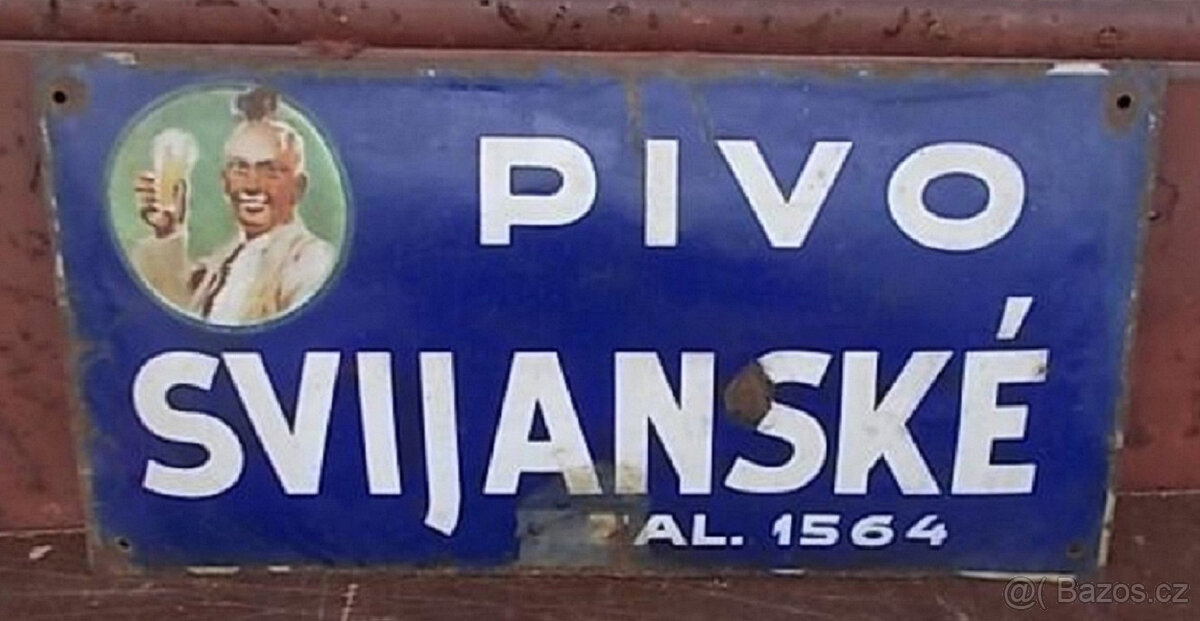 PIVO
SVIJANSKÉ
ZAL. 1564
@( Bazos.cz